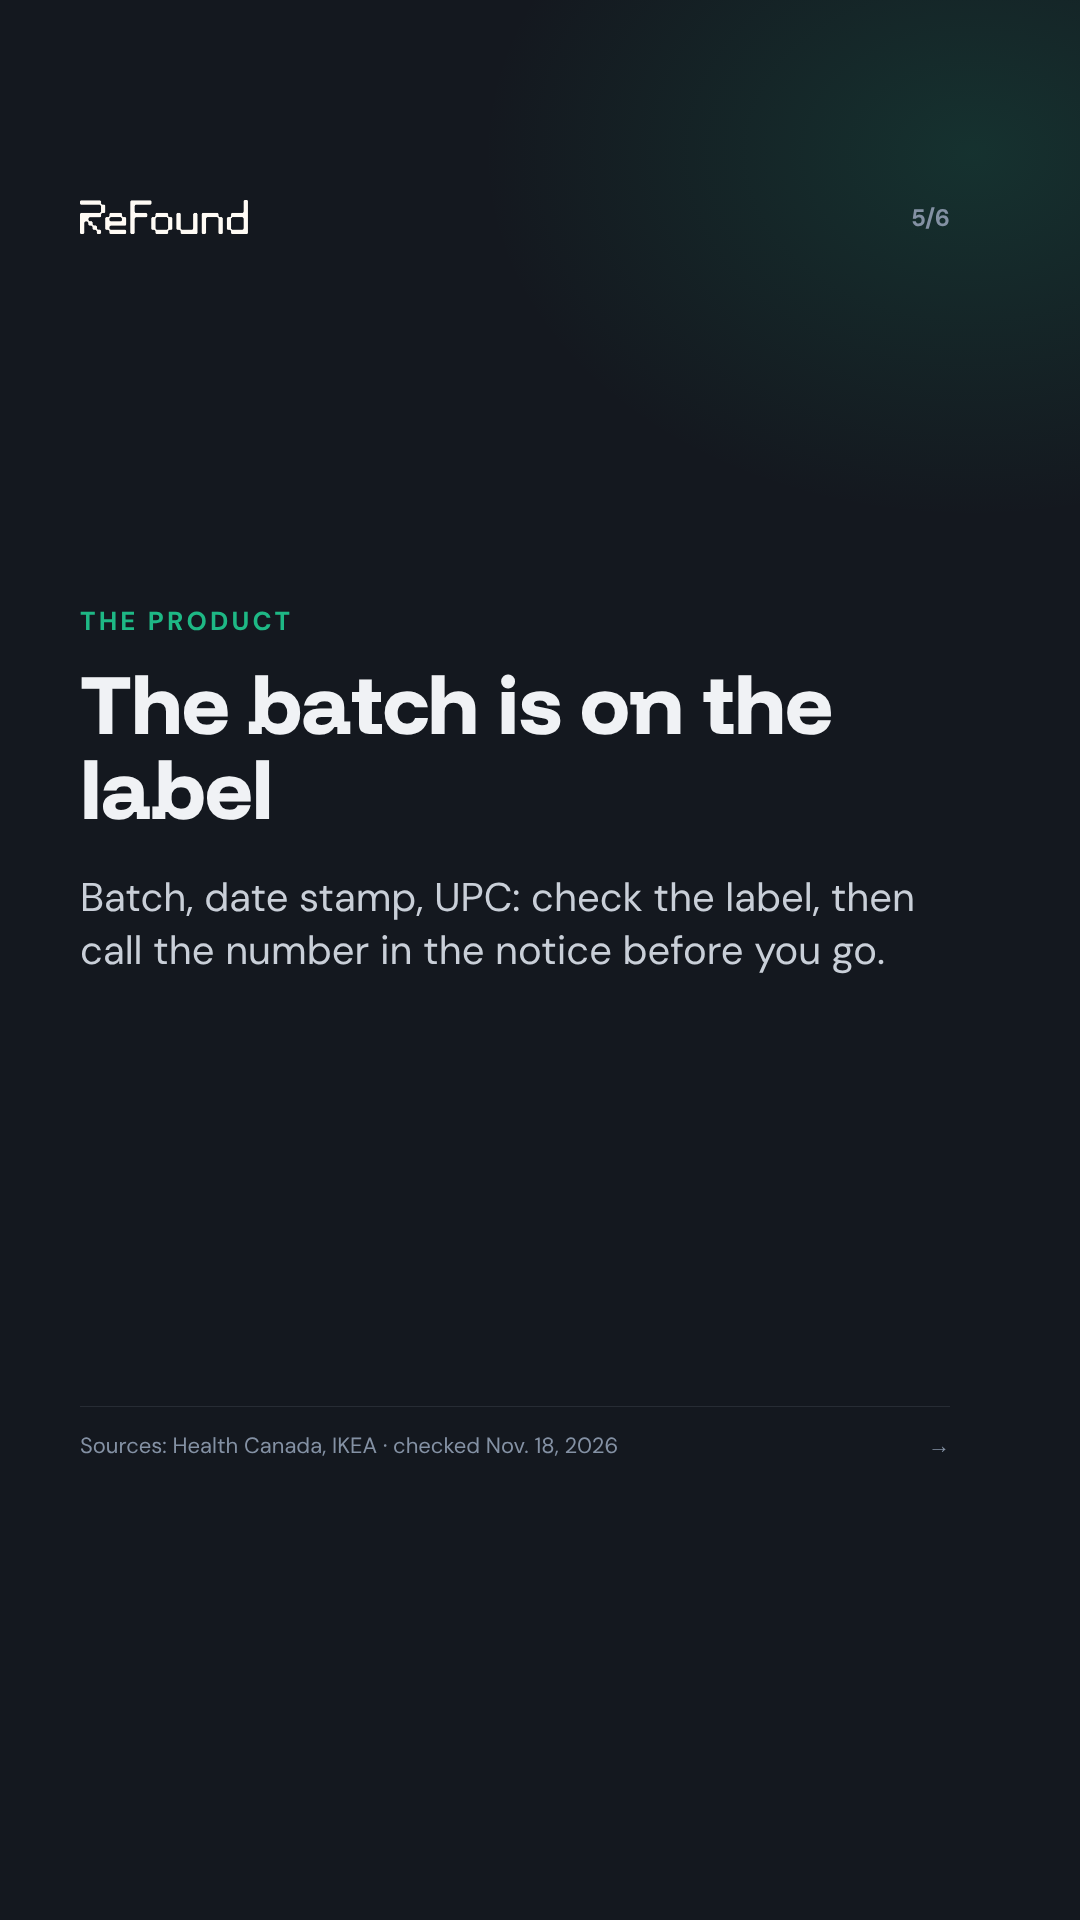 ReFound
5/6
THE PRODUCT
The batch is on the
label
Batch, date stamp, UPC: check the label, then
call the number in the notice before you go.
Sources: Health Canada, IKEA · checked Nov. 18, 2026
→